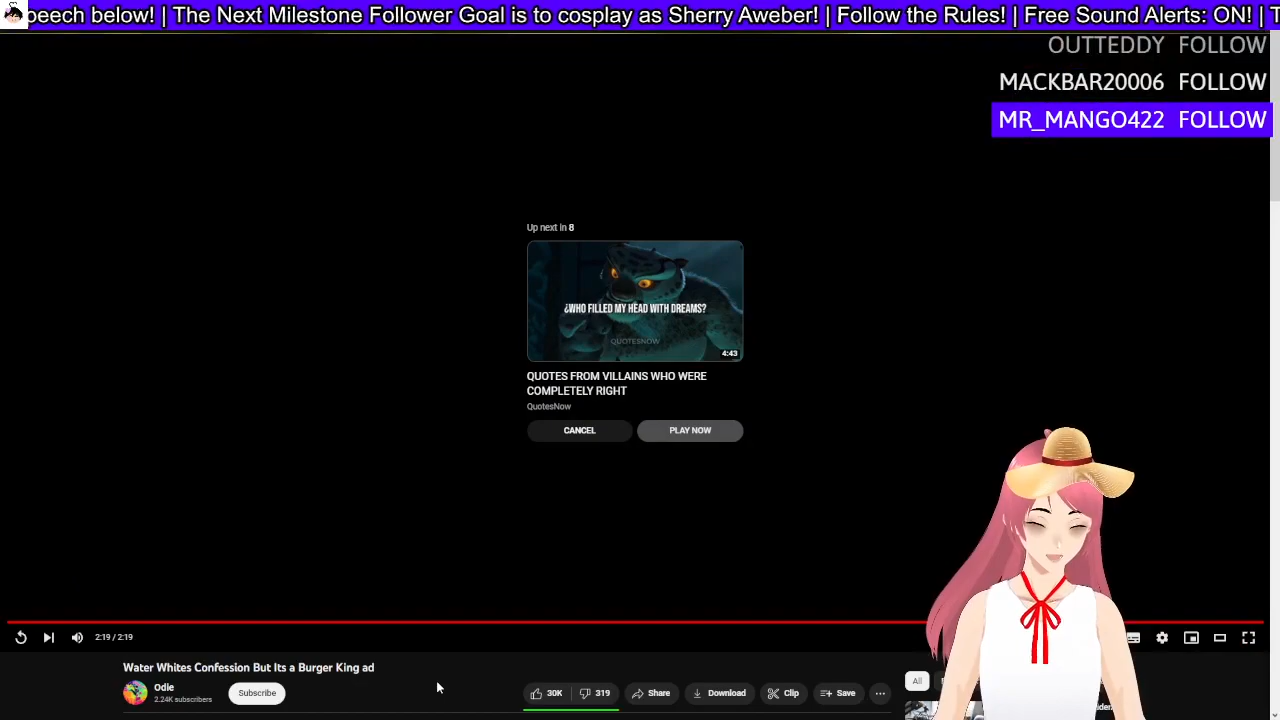 peech below! | The Next Milestone Follower Goal is to cosplay as Sherry Aweber! | Follow the Rules! | Free Sound Alerts: ON! | T
OUTTEDDY FOLLOW
MACKBAR20006 FOLLOW
MR_MANGO422 FOLLOW
Up next in 8
¿WHO FILLED MY HEAD WITH DREAMS?
QUOTESNOW
4:43
QUOTES FROM VILLAINS WHO WERE
COMPLETELY RIGHT
QuotesNow
CANCEL PLAY NOW
2:19 / 2:19
Water Whites Confession But Its a Burger King ad
Odie
2.24K subscribers
Subscribe
30K 319 Share Download Clip Save
All